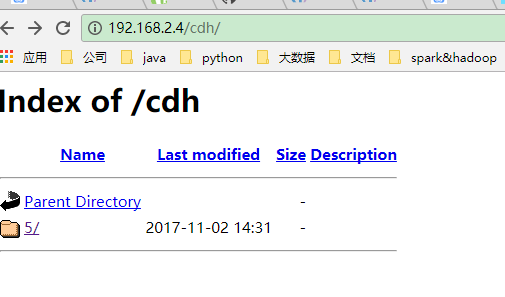 192.168.2.4/cdh/
应用 公司 java python 大数据 文档 spark&hadoop
Index of /cdh
Name Last modified Size Description
Parent Directory -
5/ 2017-11-02 14:31 -